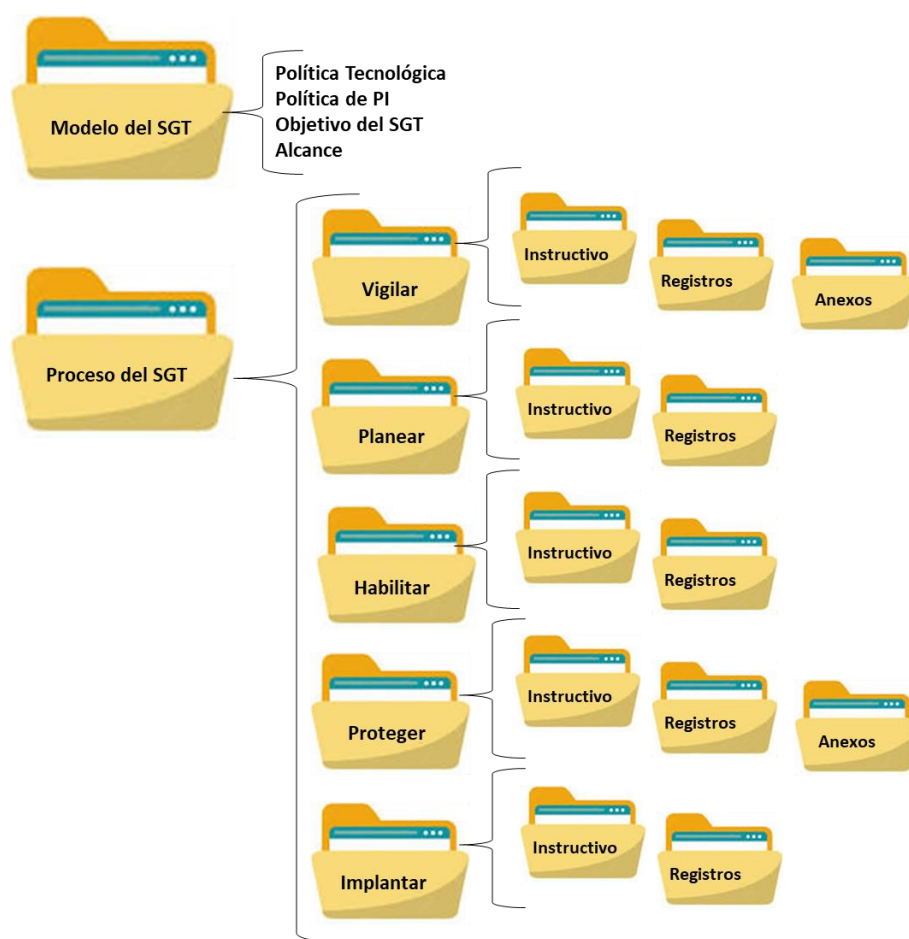 Modelo del SGT
Política Tecnológica
Política de PI
Objetivo del SGT
Alcance
Proceso del SGT
Vigilar
Instructivo
Registros
Anexos
Planear
Instructivo
Registros
Habilitar
Instructivo
Registros
Proteger
Instructivo
Registros
Anexos
Implantar
Instructivo
Registros